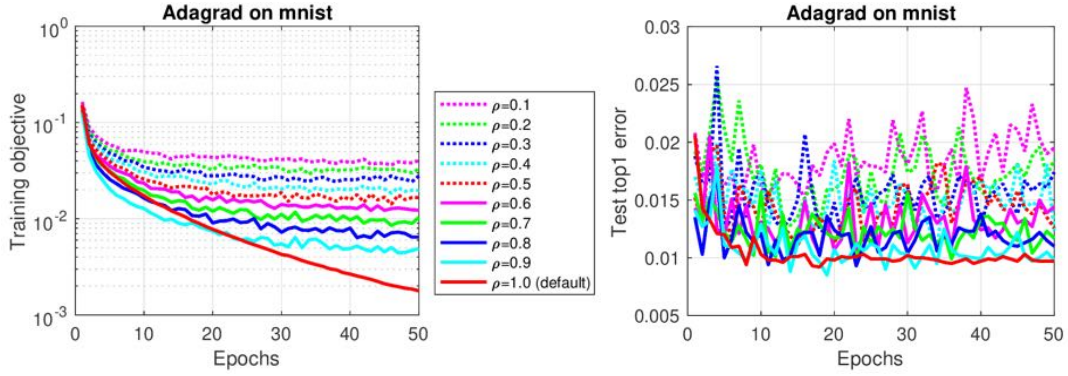 Adagrad on mnist
10^0
10^-1
10^-2
10^-3
Training objective
0 10 20 30 40 50
Epochs
ρ=0.1
ρ=0.2
ρ=0.3
ρ=0.4
ρ=0.5
ρ=0.6
ρ=0.7
ρ=0.8
ρ=0.9
ρ=1.0 (default)
Adagrad on mnist
0.03
0.025
0.02
0.015
0.01
0.005
Test top1 error
0 10 20 30 40 50
Epochs